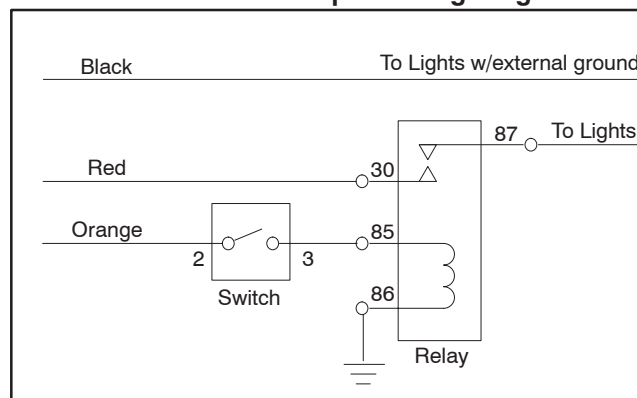 Black
To Lights w/external ground
87
To Lights
Red
30
Orange
2
3
85
Switch
86
Relay